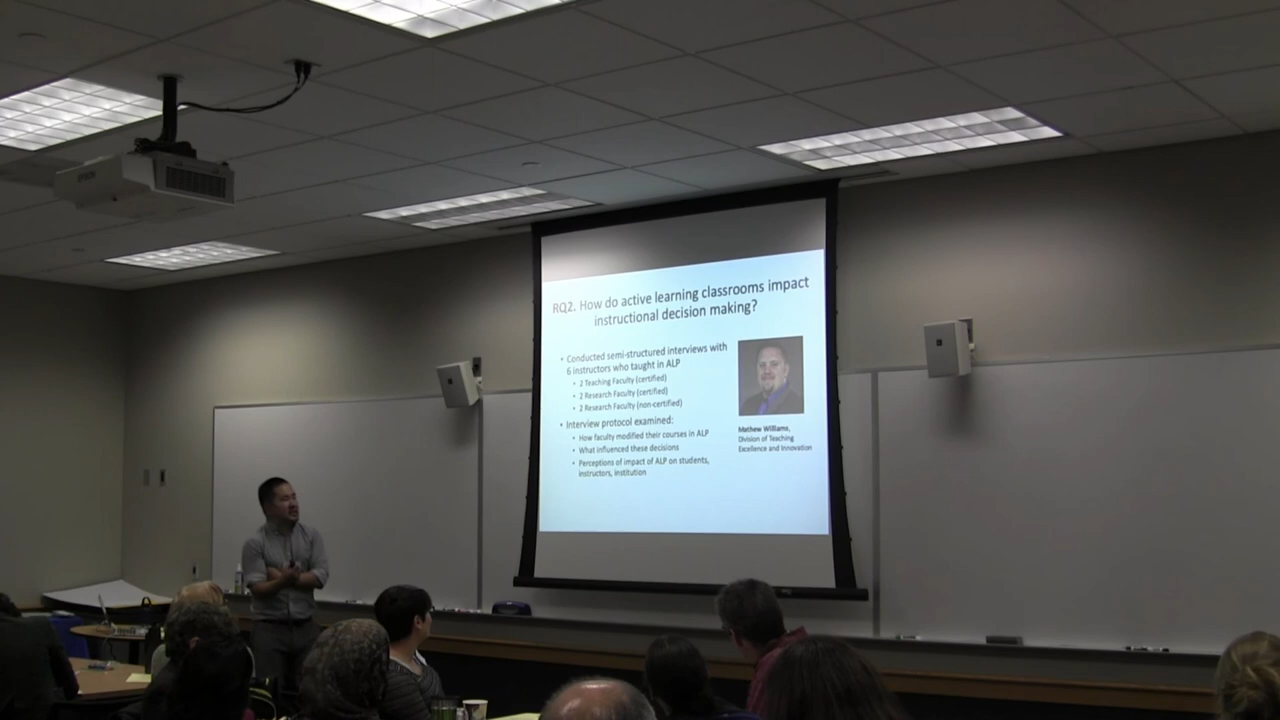 EPSON
RQ2. How do active learning classrooms impact
instructional decision making?
• Conducted semi-structured interviews with
6 instructors who taught in ALP
• 2 Teaching Faculty (certified)
• 2 Research Faculty (certified)
• 2 Research Faculty (non-certified)
• Interview protocol examined:
• How faculty modified their courses in ALP
• What influenced these decisions
• Perceptions of impact of ALP on students,
instructors, institution
Mathew Williams,
Division of Teaching
Excellence and Innovation